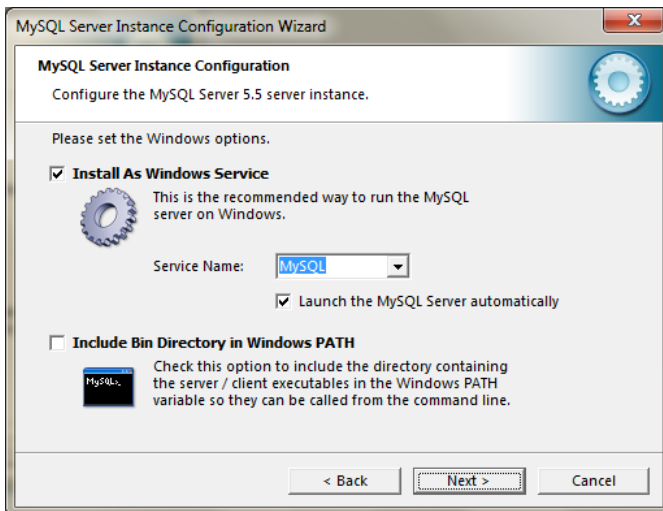 MySQL Server Instance Configuration Wizard
MySQL Server Instance Configuration
Configure the MySQL Server 5.5 server instance.
Please set the Windows options.
Install As Windows Service
This is the recommended way to run the MySQL
server on Windows.
Service Name: MySQL
Launch the MySQL Server automatically
Include Bin Directory in Windows PATH
MySQL>_
Check this option to include the directory containing
the server / client executables in the Windows PATH
variable so they can be called from the command line.
< Back Next > Cancel